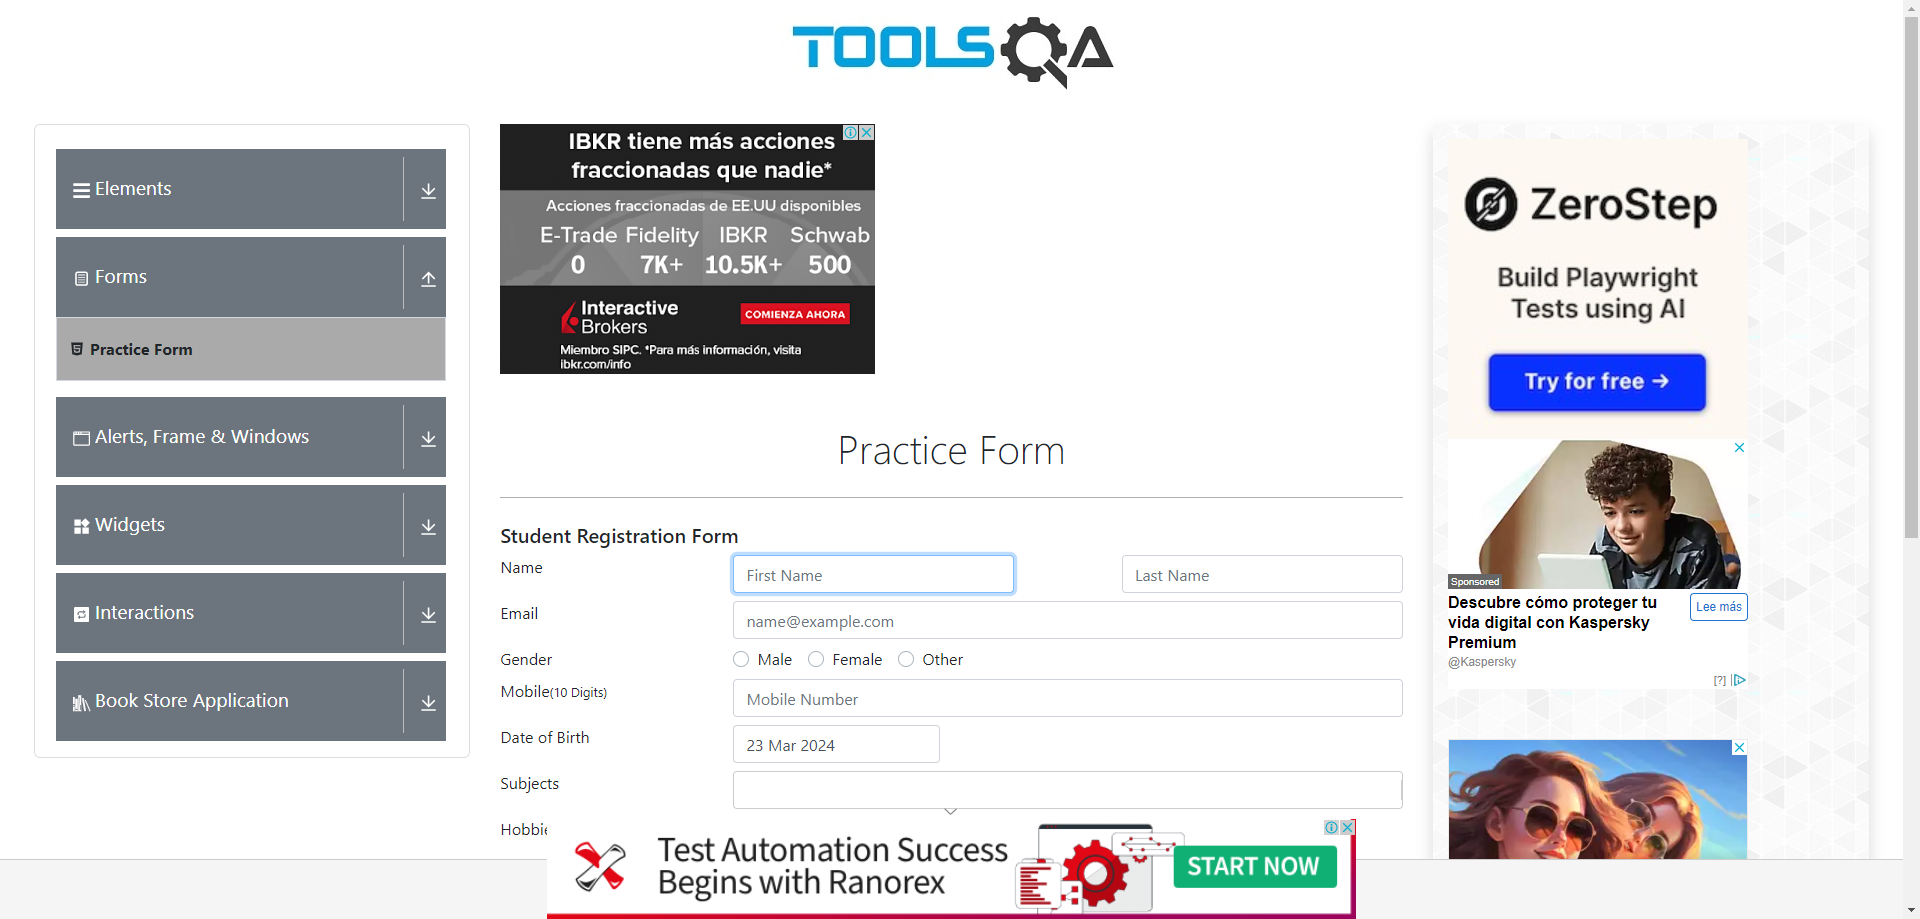 TOOLSQA
Elements
Forms
Practice Form
Alerts, Frame & Windows
Widgets
Interactions
Book Store Application
IBKR tiene más acciones
fraccionadas que nadie*
Acciones fraccionadas de EE.UU disponibles
E-Trade Fidelity IBKR Schwab
0 7K+ 10.5K+ 500
Interactive
Brokers
COMIENZA AHORA
Miembro SIPC. *Para más información, visita
ibkr.com/info
Practice Form
Student Registration Form
Name
First Name
Last Name
Email
name@example.com
Gender
Male
Female
Other
Mobile(10 Digits)
Mobile Number
Date of Birth
23 Mar 2024
Subjects
Test Automation Success
Begins with Ranorex
START NOW
ZeroStep
Build Playwright
Tests using AI
Try for free →
Sponsored
Descubre cómo proteger tu
vida digital con Kaspersky
Premium
Lee más
@Kaspersky
[?]